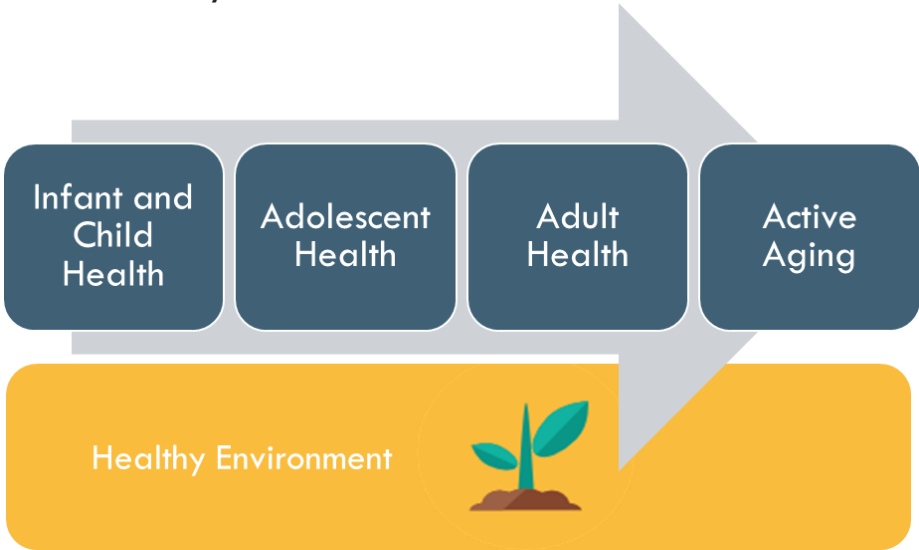 Infant and
Child
Health
Adolescent
Health
Adult
Health
Active
Aging
Healthy Environment